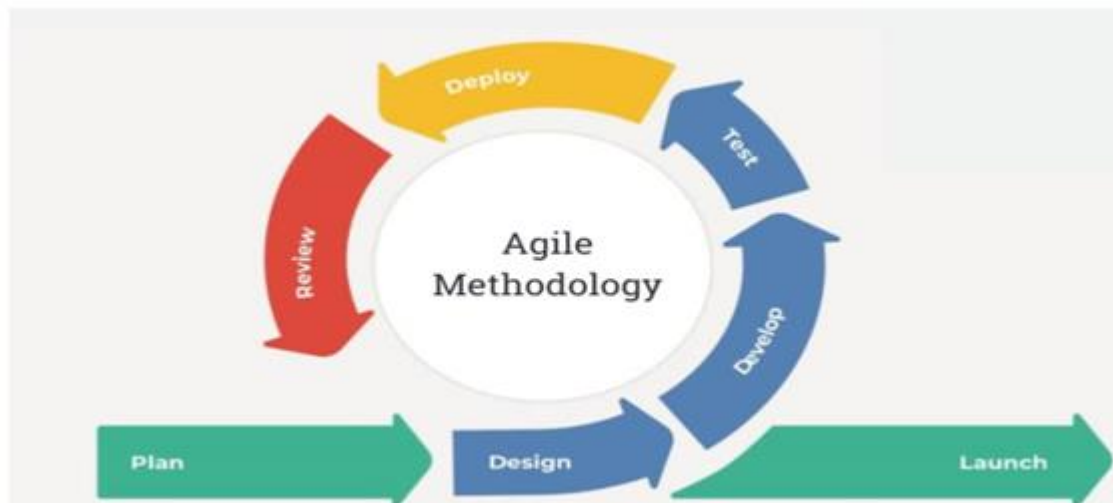 Deploy
Test
Agile
Methodology
Review
Develop
Plan
Design
Launch